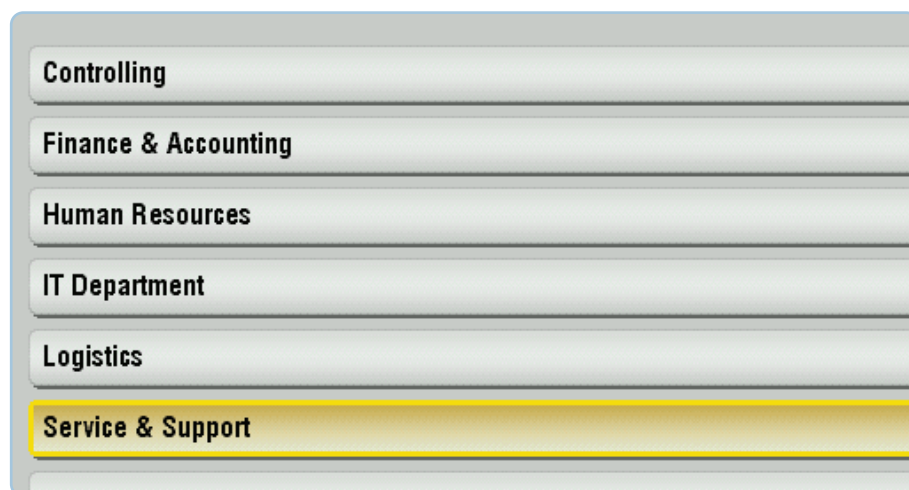 Controlling
Finance & Accounting
Human Resources
IT Department
Logistics
Service & Support